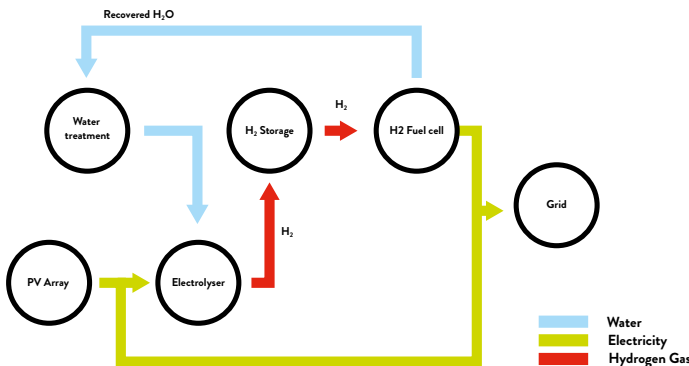 Recovered H₂O
Water
treatment
H₂ Storage
H₂
H2 Fuel cell
Grid
H₂
PV Array
Electrolyser
Water
Electricity
Hydrogen Gas